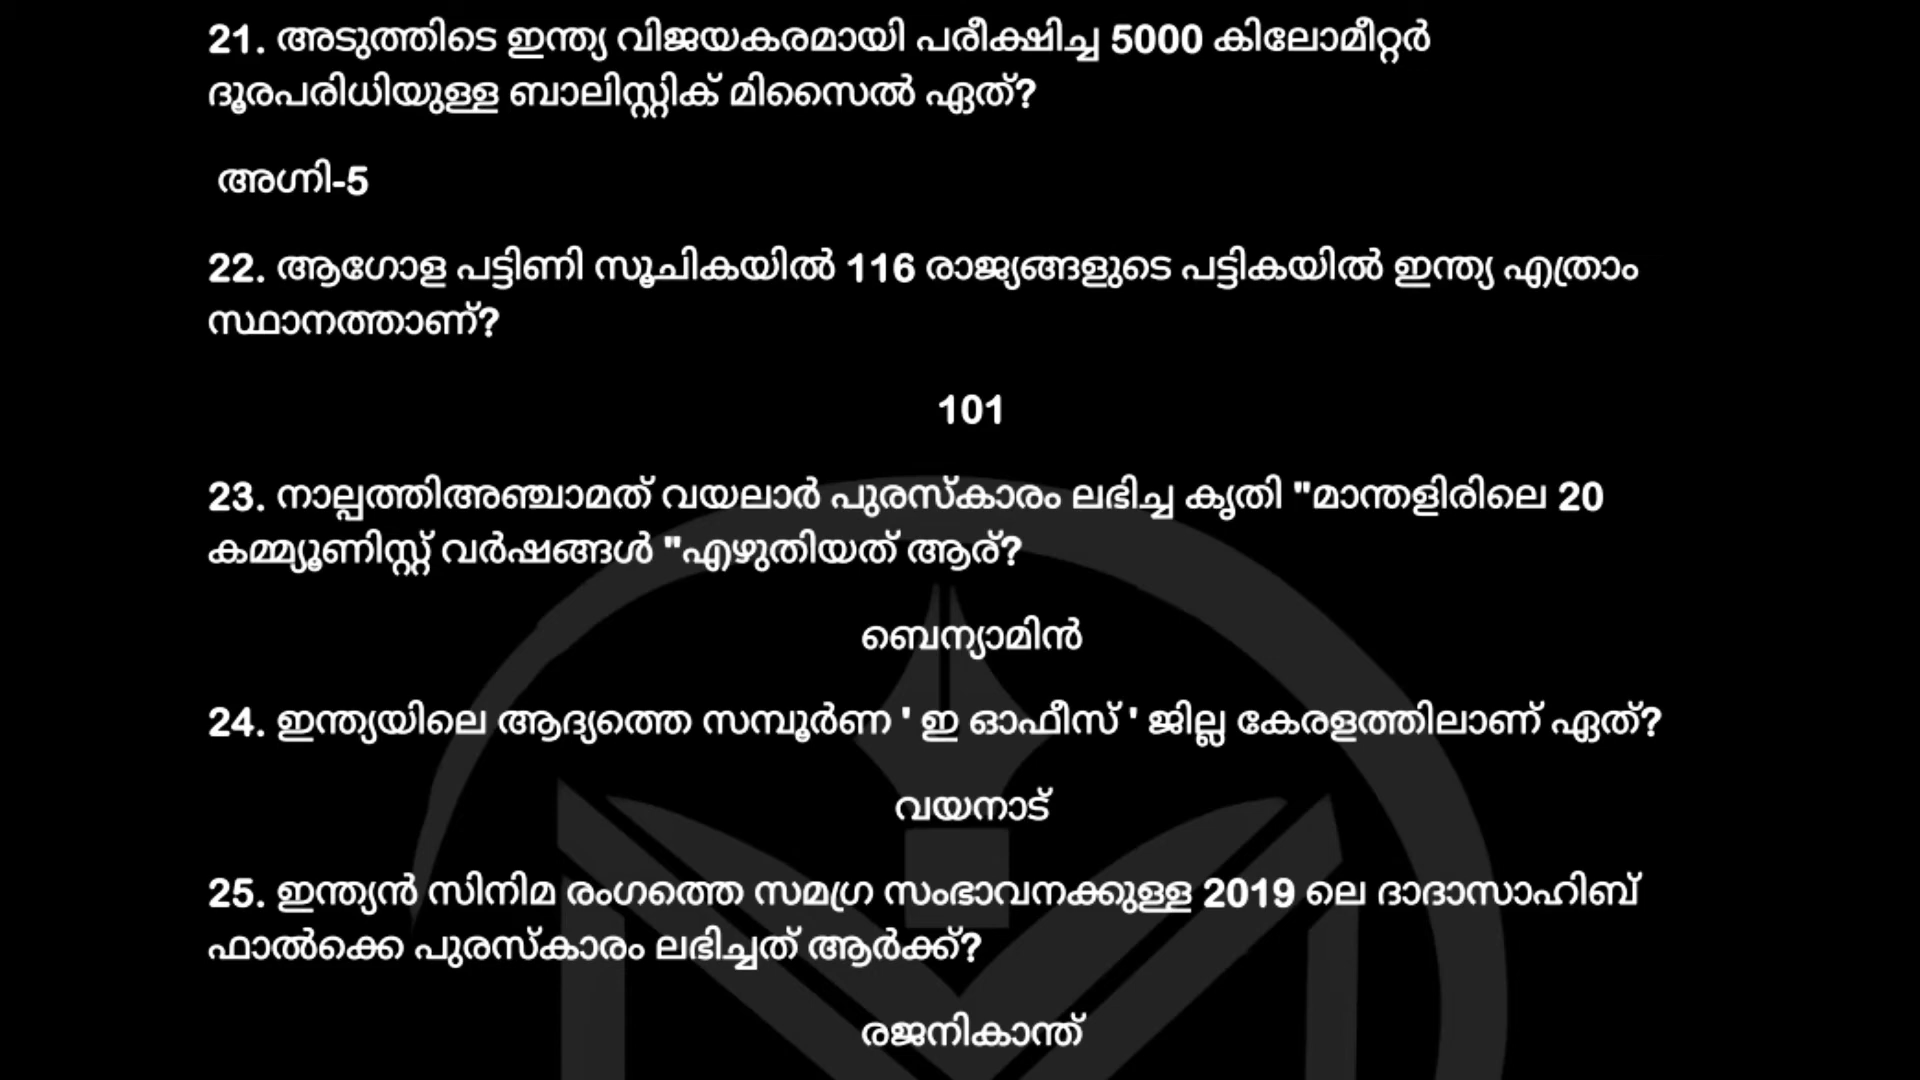 21. അടുത്തിടെ ഇന്ത്യ വിജയകരമായി പരീക്ഷിച്ച 5000 കിലോമീറ്റർ
ദൂരപരിധിയുള്ള ബാലിസ്റ്റിക് മിസൈൽ ഏത്?
അഗ്നി-5
22. ആഗോള പട്ടിണി സൂചികയിൽ 116 രാജ്യങ്ങളുടെ പട്ടികയിൽ ഇന്ത്യ എത്രാം
സ്ഥാനത്താണ്?
101
23. നാല്പത്തിഅഞ്ചാമത് വയലാർ പുരസ്കാരം ലഭിച്ച കൃതി "മാന്തളിരിലെ 20
കമ്മ്യൂണിസ്റ്റ് വർഷങ്ങൾ "എഴുതിയത് ആര്?
ബെന്യാമിൻ
24. ഇന്ത്യയിലെ ആദ്യത്തെ സമ്പൂർണ ' ഇ ഓഫീസ് ' ജില്ല കേരളത്തിലാണ് ഏത്?
വയനാട്
25. ഇന്ത്യൻ സിനിമ രംഗത്തെ സമഗ്ര സംഭാവനക്കുള്ള 2019 ലെ ദാദാസാഹിബ്
ഫാൽക്കെ പുരസ്കാരം ലഭിച്ചത് ആർക്ക്?
രജനികാന്ത്